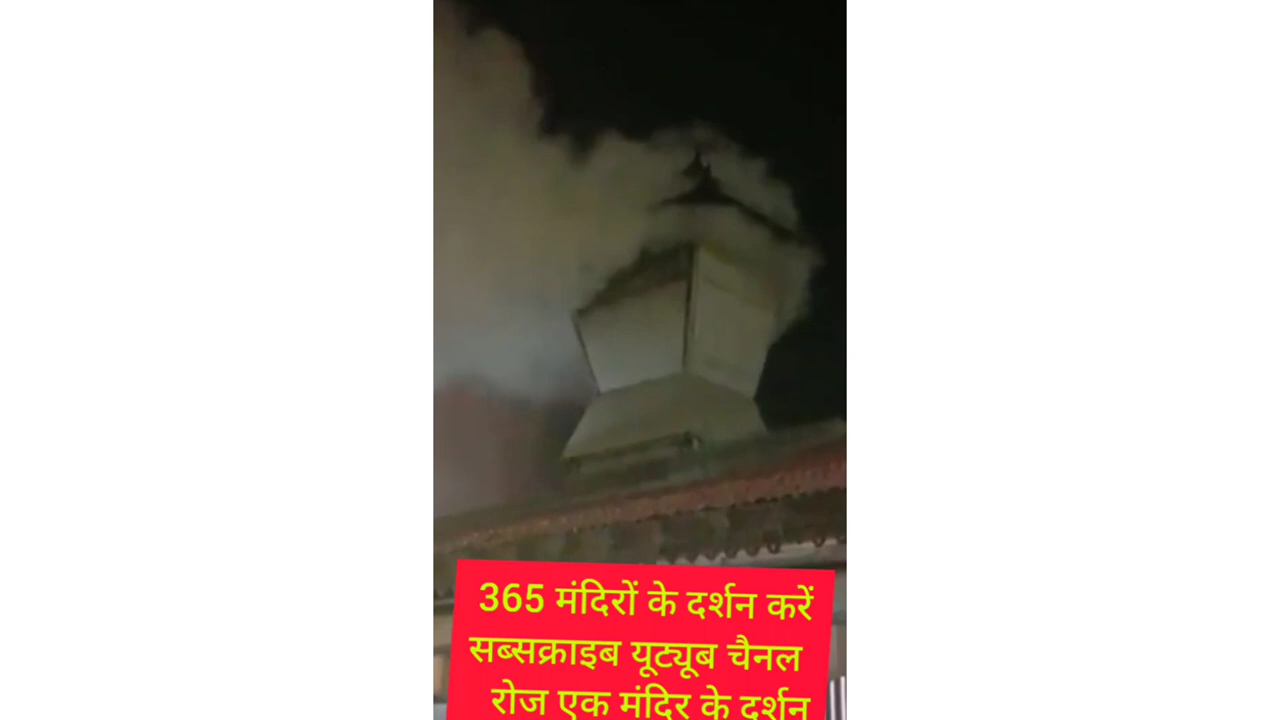 365 मंदिरों के दर्शन करें
सब्सक्राइब यूट्यूब चैनल
रोज एक मंदिर के दर्शन